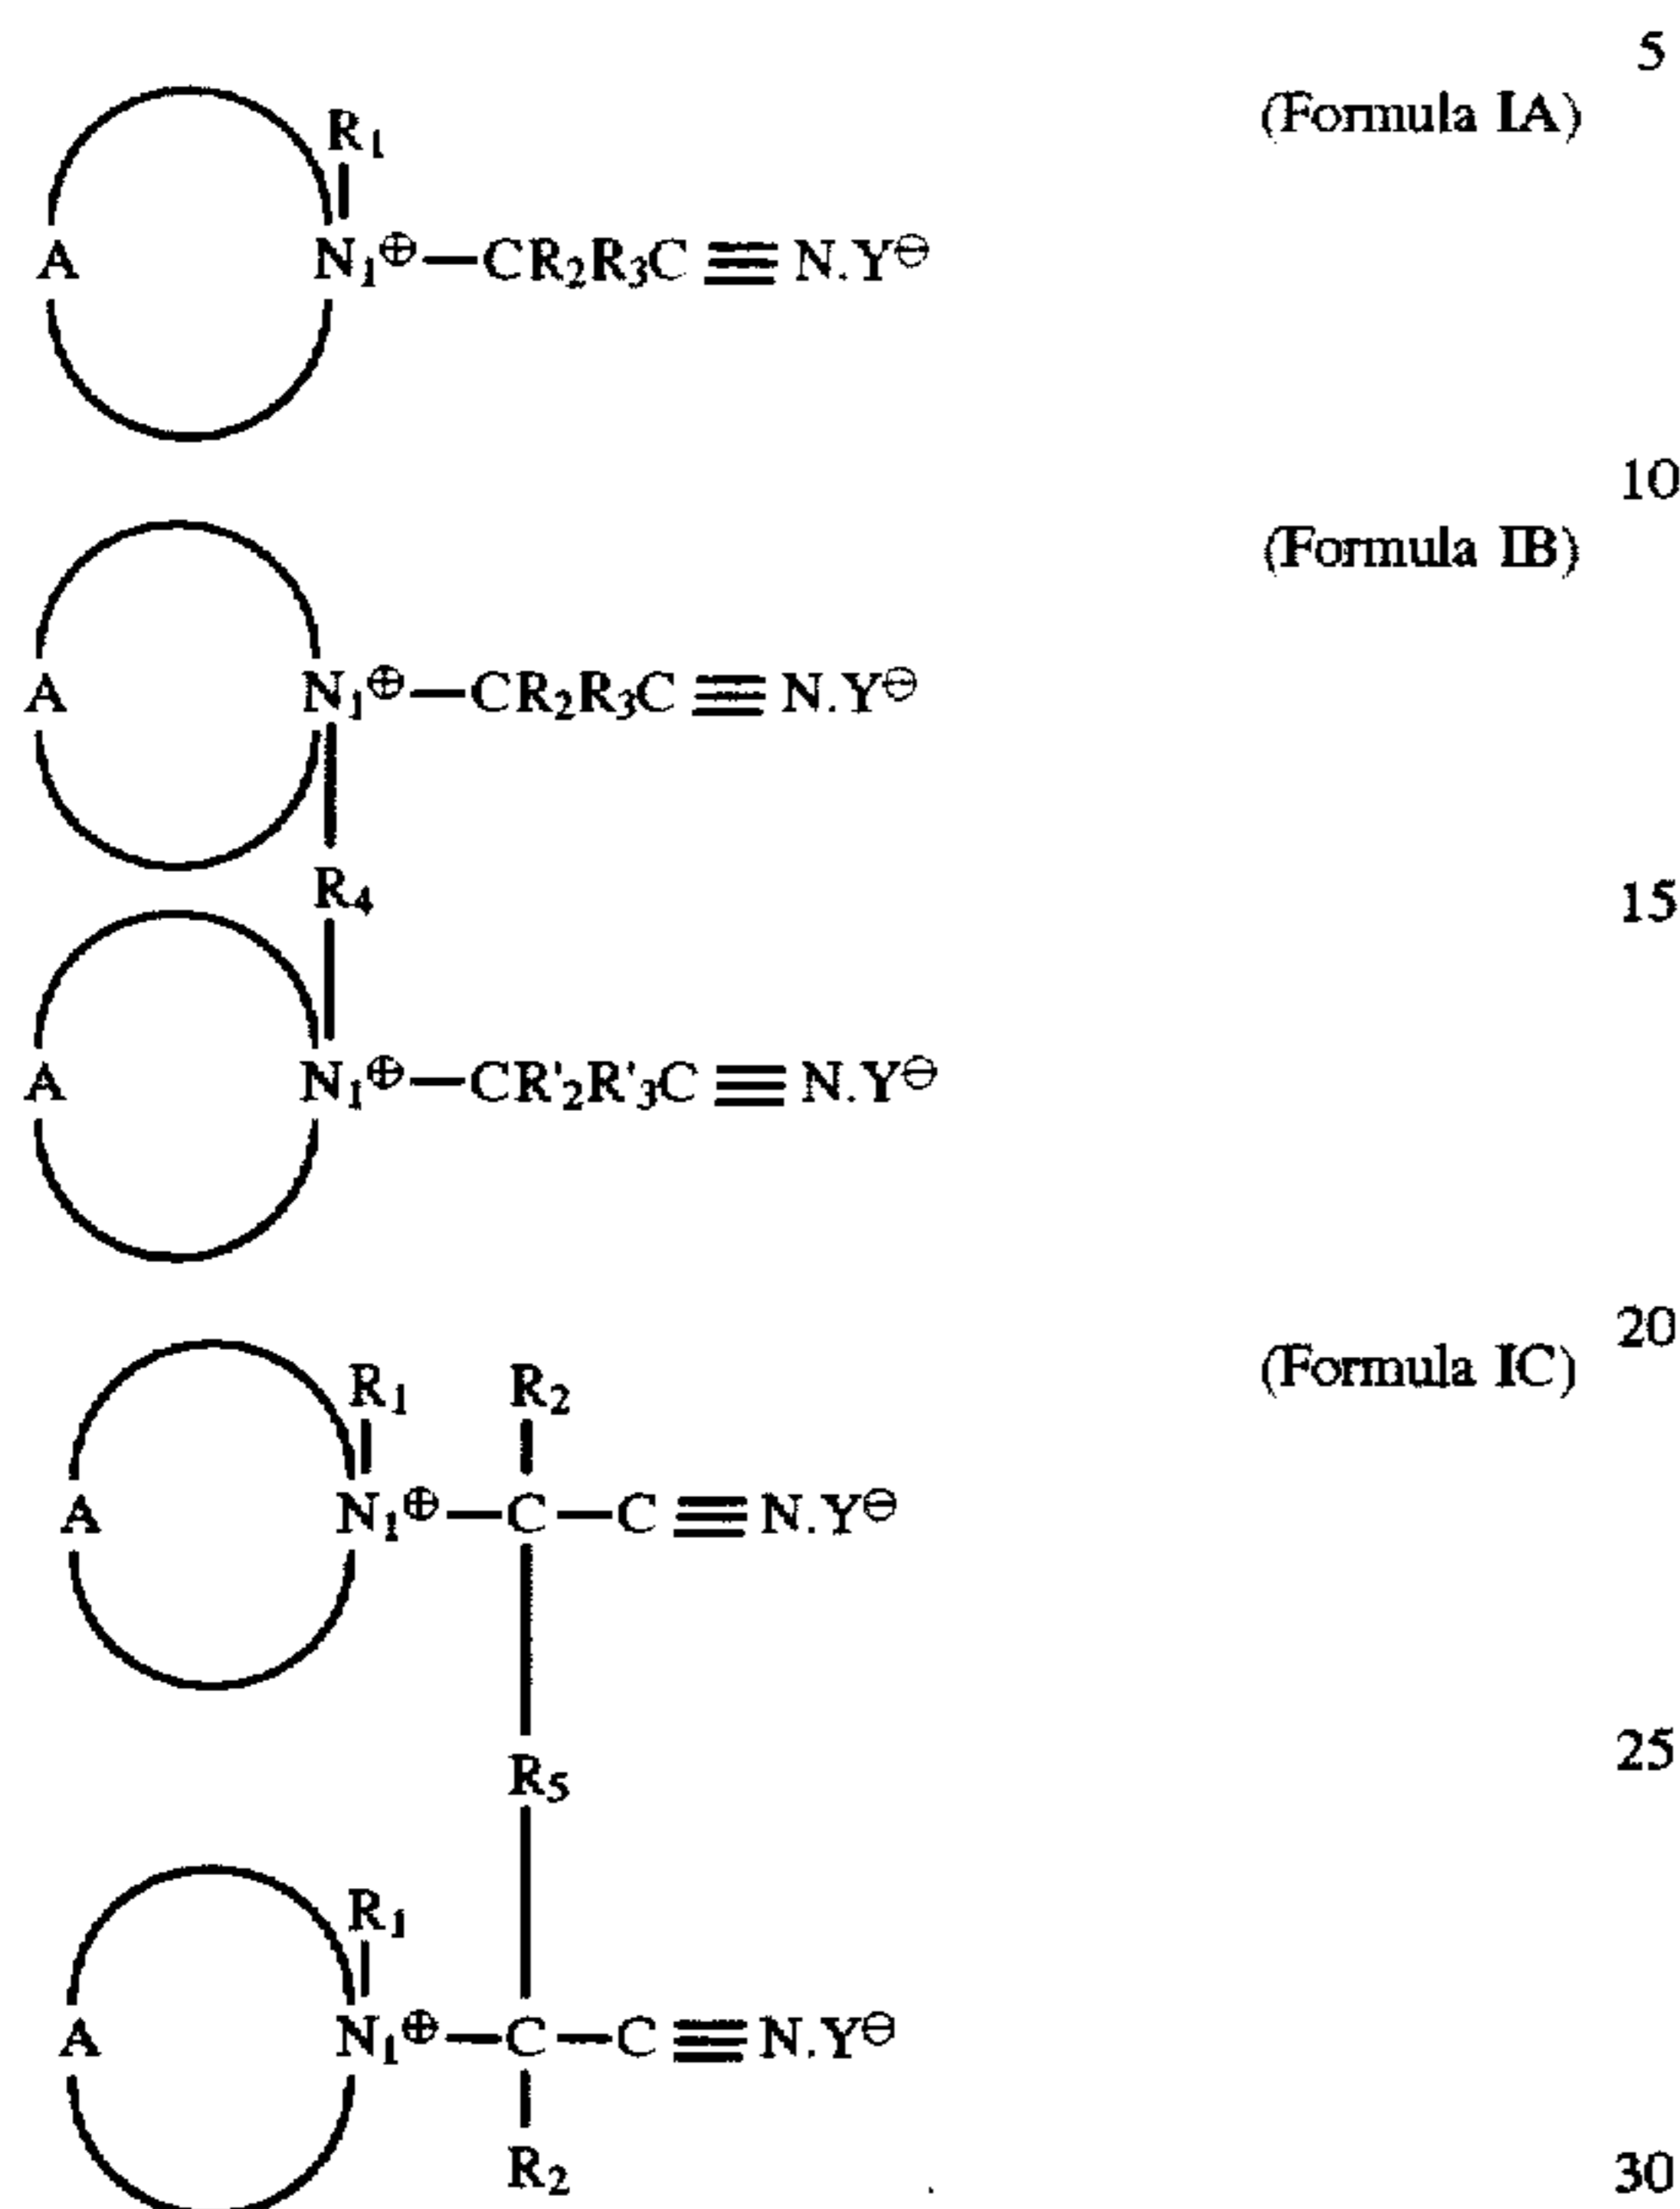 5
(Formula IA)
R1
A N1⊕—CR2R3C≡N.Y⊖
10
(Formula IB)
A N1⊕—CR2R3C≡N.Y⊖
R4
15
A N1⊕—CR'2R'3C≡N.Y⊖
20
(Formula IC)
R1 R2
A N1⊕—C—C≡N.Y⊖
25
R5
R1
A N1⊕—C—C≡N.Y⊖
R2
30